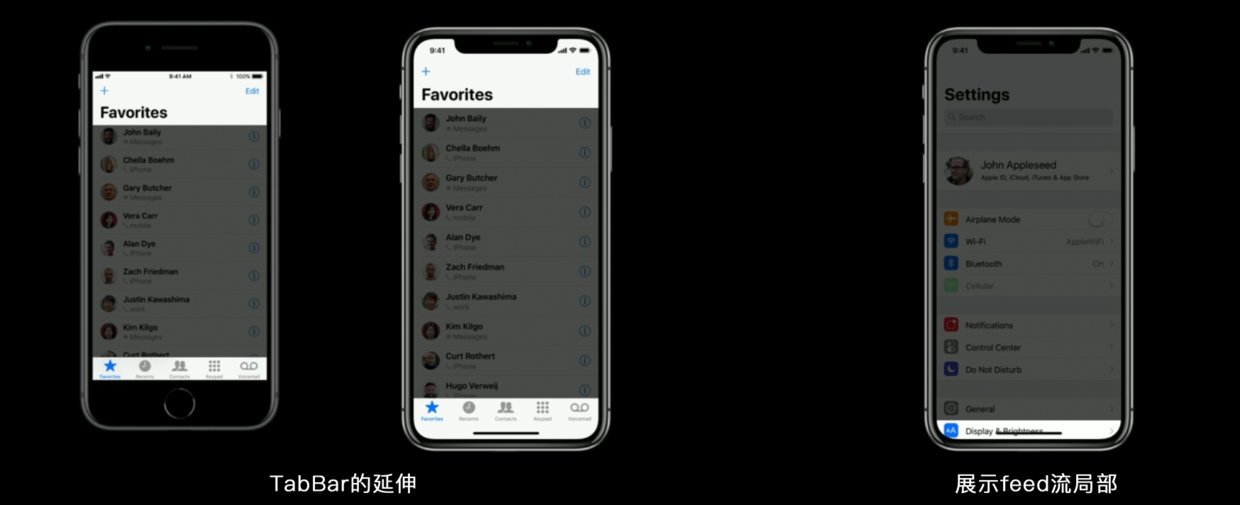 9:41 AM
100%
Edit
Favorites
John Baily
Messages
Chella Boehm
iPhone
Gary Butcher
Messages
Vera Carr
mobile
Alan Dye
iPhone
Zach Friedman
iPhone
Justin Kawashima
work
Kim Kilgo
Messages
Curt Rothert
Favorites
Recents
Contacts
Keypad
Voicemail
9:41
Edit
Favorites
John Baily
Messages
Chella Boehm
iPhone
Gary Butcher
Messages
Vera Carr
mobile
Alan Dye
iPhone
Zach Friedman
iPhone
Justin Kawashima
work
Kim Kilgo
Messages
Curt Rothert
iPhone
Hugo Verweij
Favorites
Recents
Contacts
Keypad
Voicemail
TabBar的延伸
9:41
Settings
Search
John Appleseed
Apple ID, iCloud, iTunes & App Store
Airplane Mode
Wi-Fi AppleWiFi
Bluetooth On
Cellular
Notifications
Control Center
Do Not Disturb
General
AA Display & Brightness
展示feed流局部